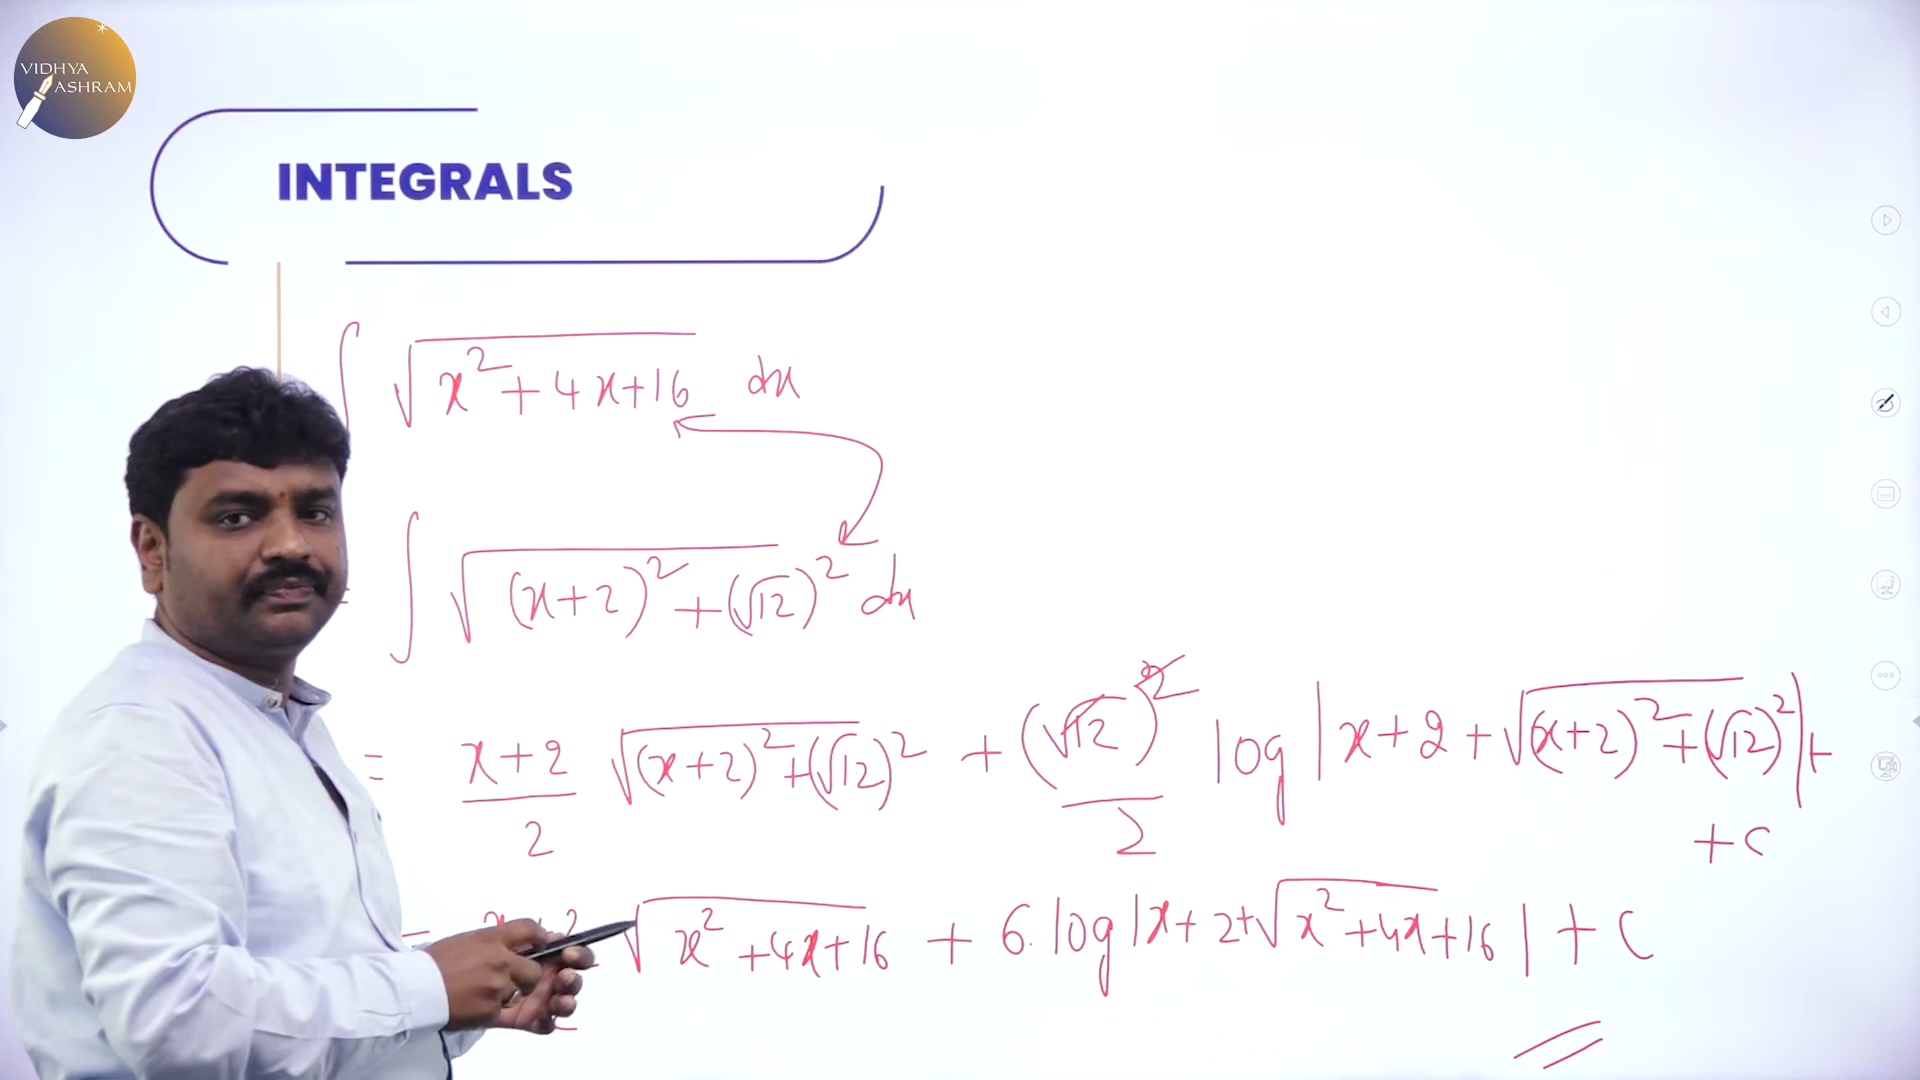 VIDHYA
ASHRAM
INTEGRALS
∫ √(x² + 4x + 16) dx
∫ √((x+2)² + (√12)²) dx
= (x+2)/2 √((x+2)² + (√12)²) + (√12)²/2 log |x+2 + √((x+2)² + (√12)²)| +
+ c
= √(x² + 4x + 16) + 6. log |x + 2 + √(x² + 4x + 16)| + c